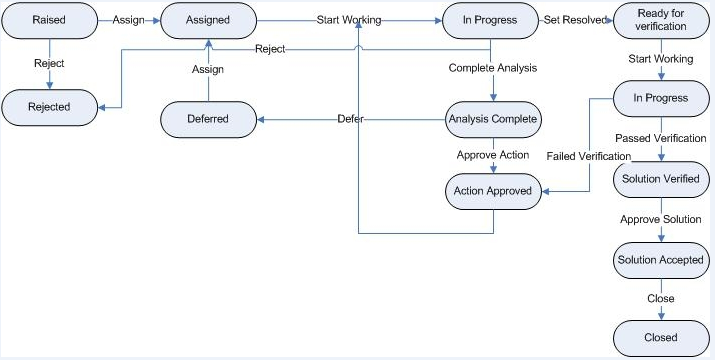 Raised
Assign
Assigned
Start Working
In Progress
Set Resolved
Ready for
verification
Reject
Reject
Start Working
Assign
Complete Analysis
Rejected
In Progress
Deferred
Defer
Analysis Complete
Passed Verification
Approve Action
Failed Verification
Action Approved
Solution Verified
Approve Solution
Solution Accepted
Close
Closed